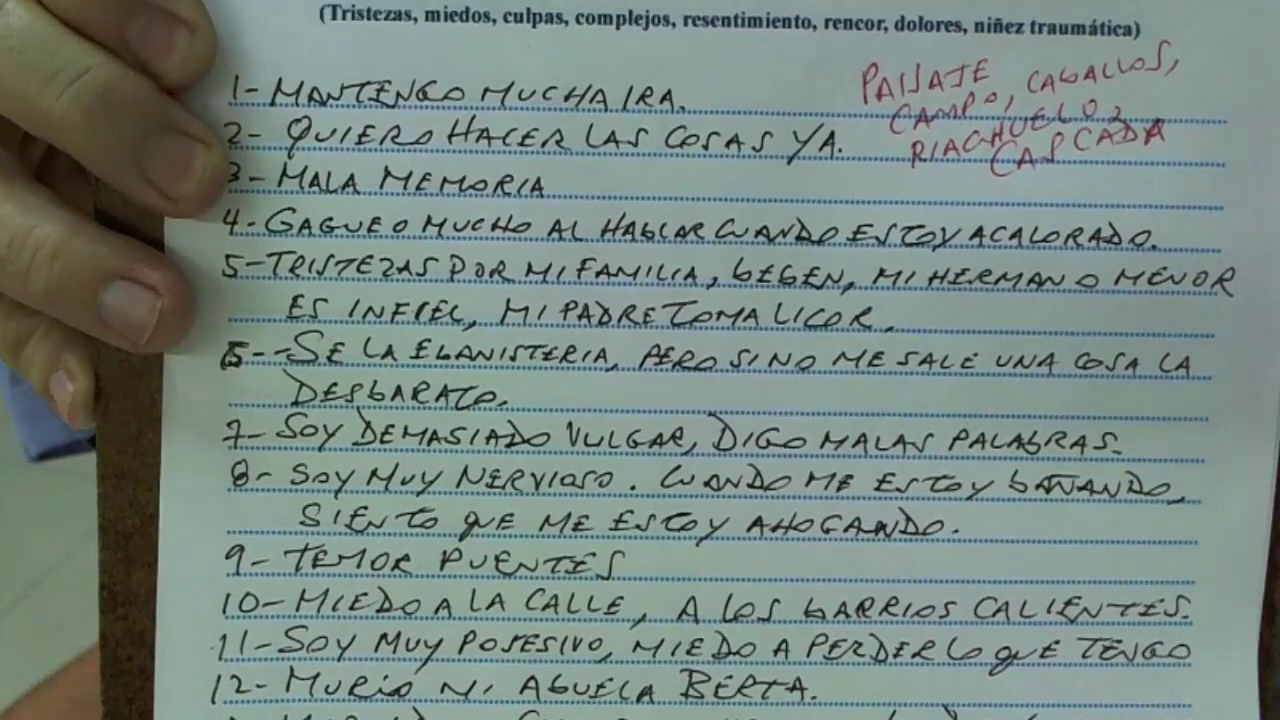 (Tristezas, miedos, culpas, complejos, resentimiento, rencor, dolores, niñez traumática)
PAISAJE
CAMPO, CABALLOS,
RIACHUELO,
CASCADA
1- MANTENGO MUCHA IRA.
2- QUIERO HACER LAS COSAS YA.
3- MALA MEMORIA
4- GAGUEO MUCHO AL HABLAR CUANDO ESTOY ACALORADO.
5- TRISTEZAS POR MI FAMILIA, BEBEN, MI HERMANO MENOR
ES INFIEL, MI PADRE TOMA LICOR.
6- SE LA EBANISTERIA, PERO SI NO ME SALE UNA COSA LA
DESBARATO.
7- SOY DEMASIADO VULGAR, DIGO MALAS PALABRAS.
8- SOY MUY NERVIOSO. CUANDO ME ESTOY BAÑANDO,
SIENTO QUE ME ESTOY AHOGANDO.
9- TEMOR PUENTES
10- MIEDO A LA CALLE, A LOS BARRIOS CALIENTES.
11- SOY MUY POSESIVO, MIEDO A PERDER LO QUE TENGO
12- MURIO MI ABUELA BERTA.